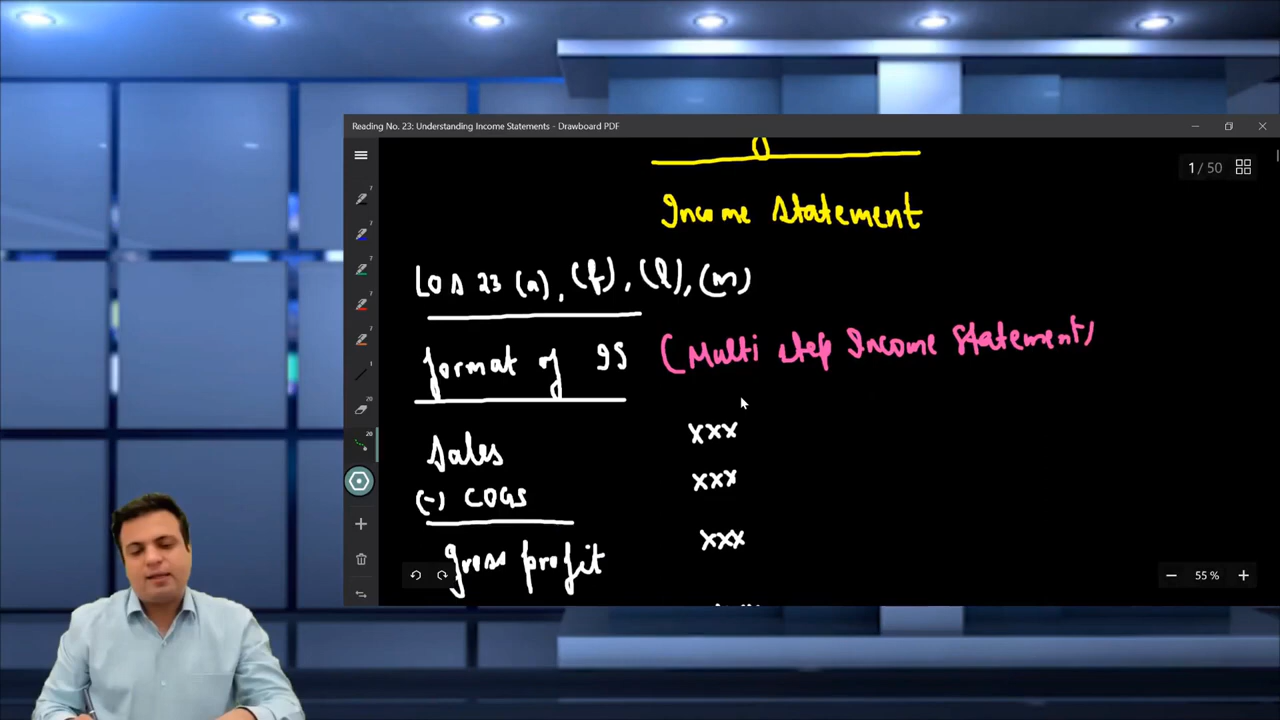 Reading No. 23: Understanding Income Statements - Drawboard PDF
1 / 50
Income Statement
LOS 23 (a), (f), (l), (m)
format of IS (Multi step Income Statement)
Sales xxx
(-) COGS xxx
Gross profit xxx
55 %